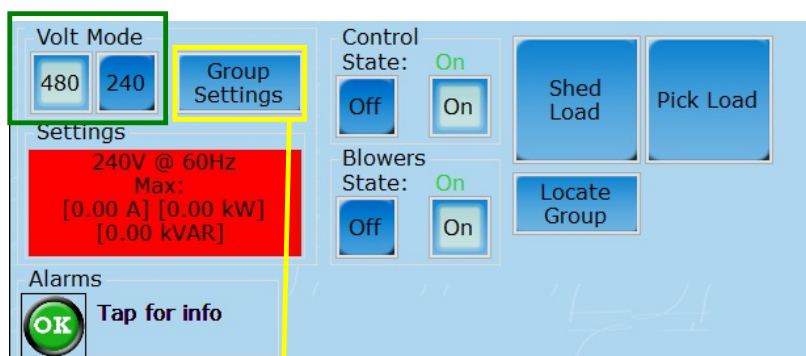 Volt Mode
480
240
Group
Settings
Settings
240V @ 60Hz
Max:
[0.00 A] [0.00 kW]
[0.00 kVAR]
Alarms
OK
Tap for info
Control
State: On
Off
On
Blowers
State: On
Off
On
Shed
Load
Pick Load
Locate
Group